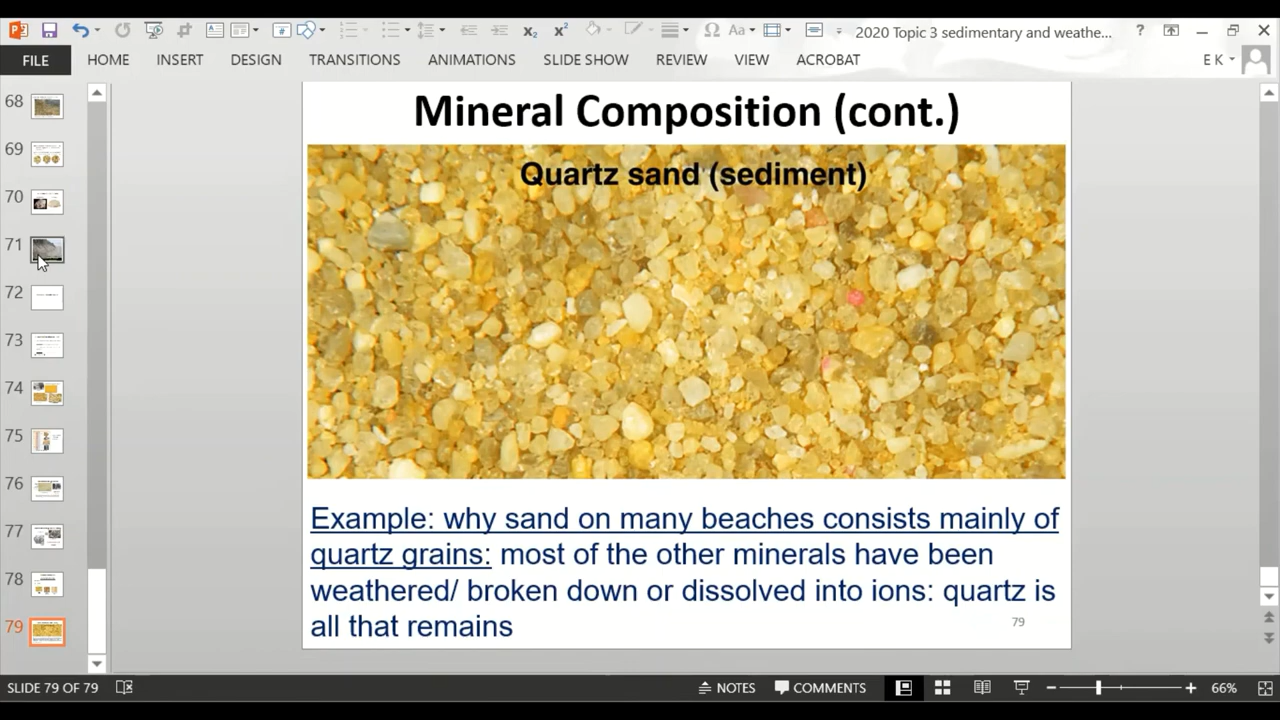 2020 Topic 3 sedimentary and weathe...
FILE HOME INSERT DESIGN TRANSITIONS ANIMATIONS SLIDE SHOW REVIEW VIEW ACROBAT E K
68
69
70
71
72
73
74
75
76
77
78
79
Mineral Composition (cont.)
Quartz sand (sediment)
Example: why sand on many beaches consists mainly of
quartz grains: most of the other minerals have been
weathered/ broken down or dissolved into ions: quartz is
all that remains
79
SLIDE 79 OF 79 NOTES COMMENTS 66%